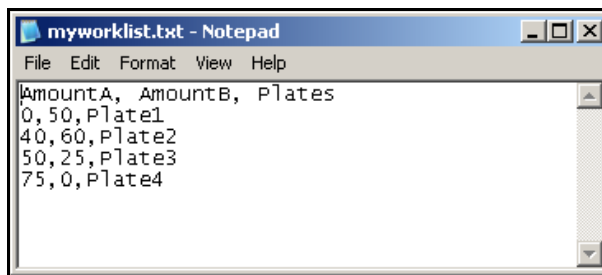 myworklist.txt - Notepad
File Edit Format View Help
AmountA, AmountB, Plates
0,50,Plate1
40,60,Plate2
50,25,Plate3
75,0,Plate4